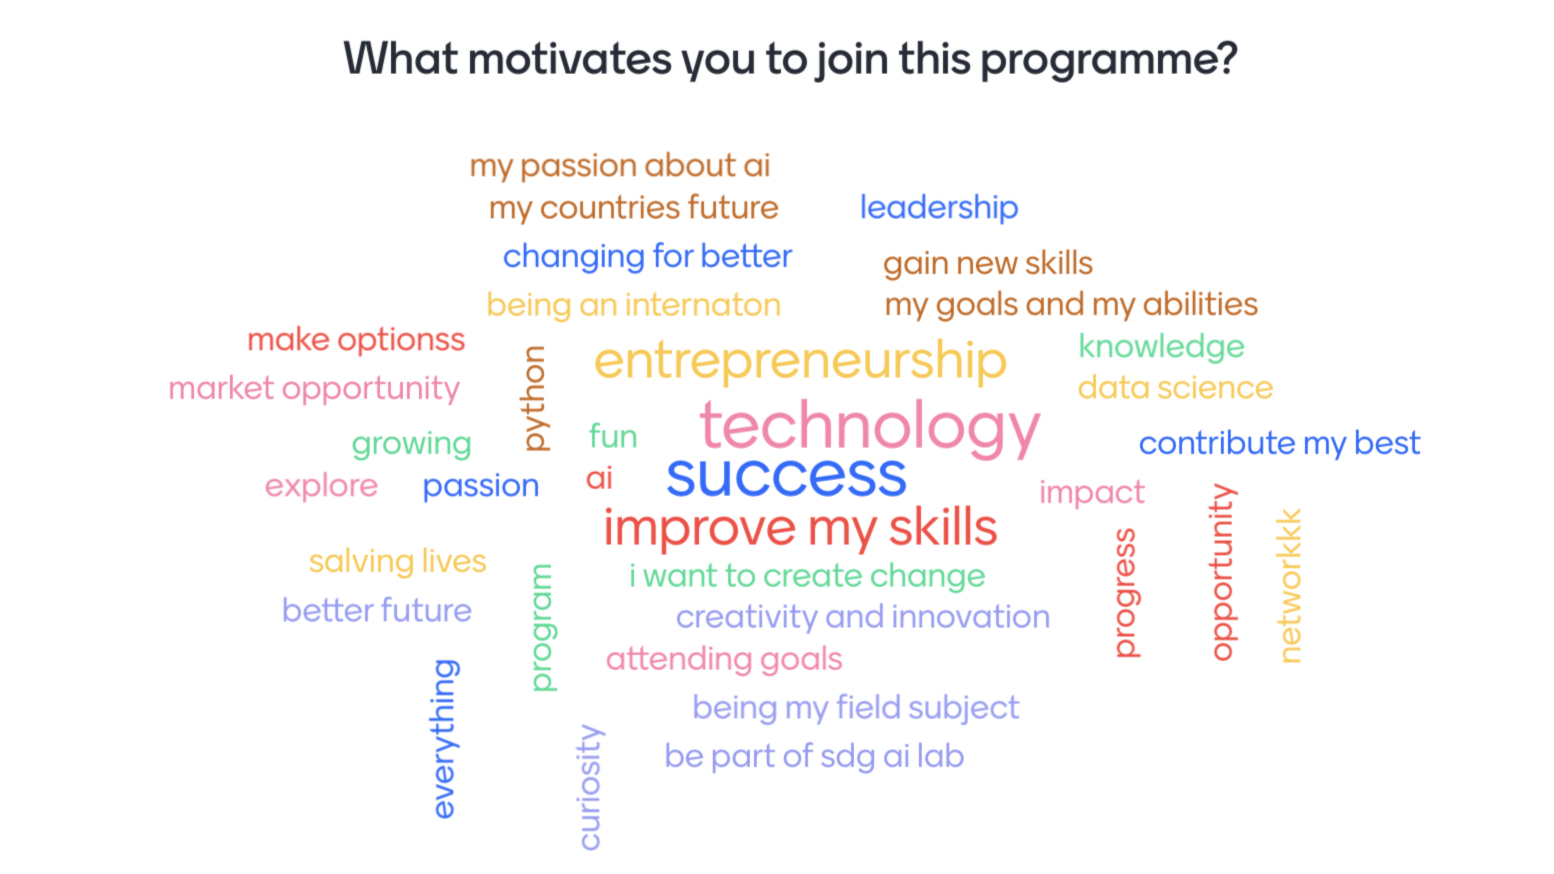 What motivates you to join this programme?
my passion about ai
my countries future
leadership
changing for better
gain new skills
being an internaton
my goals and my abilities
make optionss
python
entrepreneurship
knowledge
market opportunity
data science
technology
growing
fun
contribute my best
explore
passion
ai
success
impact
improve my skills
progress
opportunity
networkkk
salving lives
program
i want to create change
better future
creativity and innovation
attending goals
everything
being my field subject
curiosity
be part of sdg ai lab